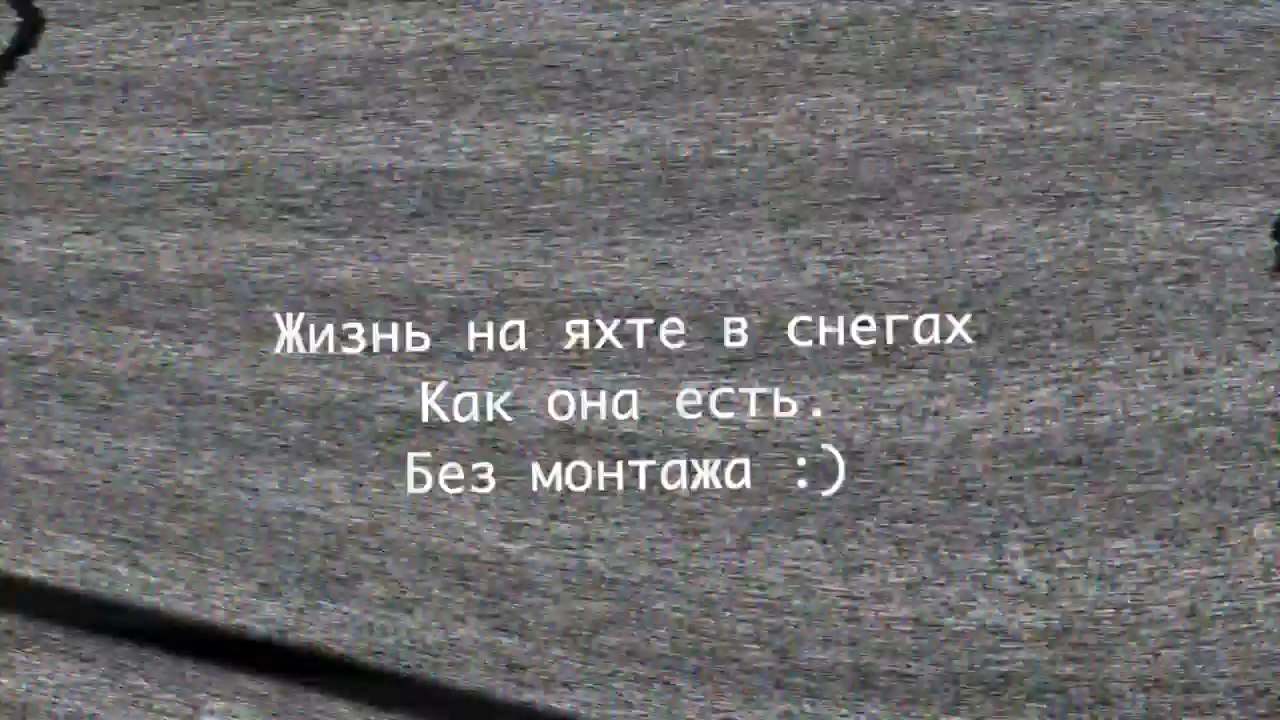 Жизнь на яхте в снегах
Как она есть.
Без монтажа :)